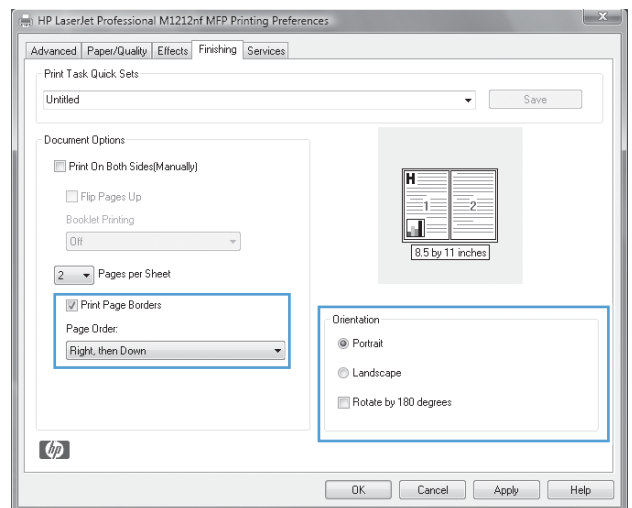 HP LaserJet Professional M1212nf MFP Printing Preferences
Advanced Paper/Quality Effects Finishing Services
Print Task Quick Sets
Untitled
Save
Document Options
Print On Both Sides(Manually)
Flip Pages Up
Booklet Printing
Off
2 Pages per Sheet
Print Page Borders
Page Order:
Right, then Down
H
1 2
8.5 by 11 inches
Orientation
Portrait
Landscape
Rotate by 180 degrees
hp
OK Cancel Apply Help